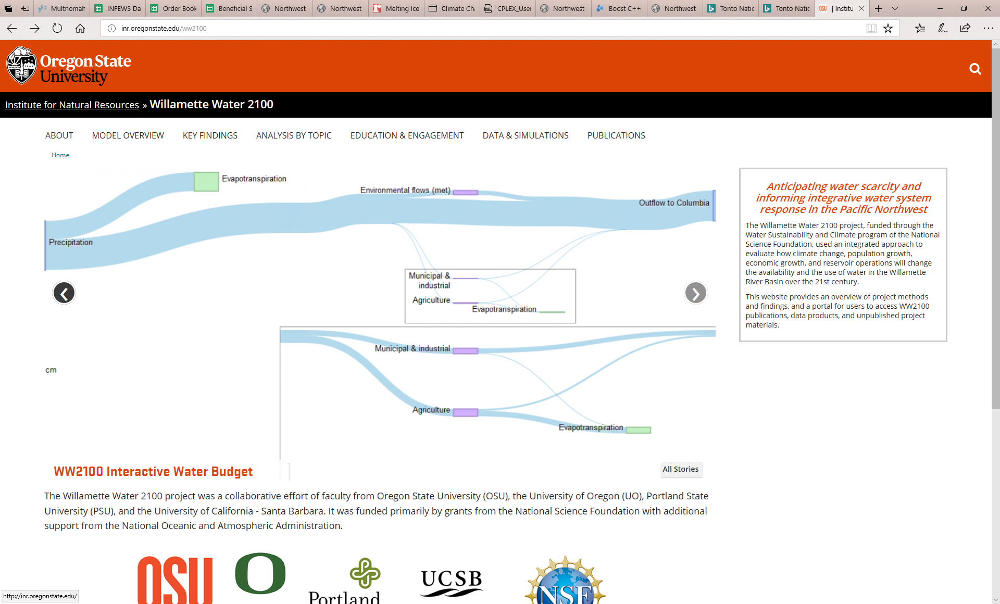 Multnomah
INFEWS Da
Order Book
Beneficial S
Northwest
Northwest
Melting Ice
Climate Ch
CPLEX_User
Northwest
Boost C++
Northwest
Tonto Natic
Tonto Natic
OSU | Institu
inr.oregonstate.edu/ww2100
Oregon State
University
Institute for Natural Resources » Willamette Water 2100
ABOUT MODEL OVERVIEW KEY FINDINGS ANALYSIS BY TOPIC EDUCATION & ENGAGEMENT DATA & SIMULATIONS PUBLICATIONS
Home
Evapotranspiration
Environmental flows (met)
Outflow to Columbia
Precipitation
Municipal &
industrial
Agriculture
Evapotranspiration
Municipal & industrial
cm
Agriculture
Evapotranspiration
Anticipating water scarcity and
informing integrative water system
response in the Pacific Northwest
The Willamette Water 2100 project, funded through the
Water Sustainability and Climate program of the National
Science Foundation, used an integrated approach to
evaluate how climate change, population growth,
economic growth, and reservoir operations will change
the availability and the use of water in the Willamette
River Basin over the 21st century.
This website provides an overview of project methods
and findings, and a portal for users to access WW2100
publications, data products, and unpublished project
materials.
WW2100 Interactive Water Budget
All Stories
The Willamette Water 2100 project was a collaborative effort of faculty from Oregon State University (OSU), the University of Oregon (UO), Portland State
University (PSU), and the University of California - Santa Barbara. It was funded primarily by grants from the National Science Foundation with additional
support from the National Oceanic and Atmospheric Administration.
OSU
O
Portland
UCSB
NSF
http://inr.oregonstate.edu/